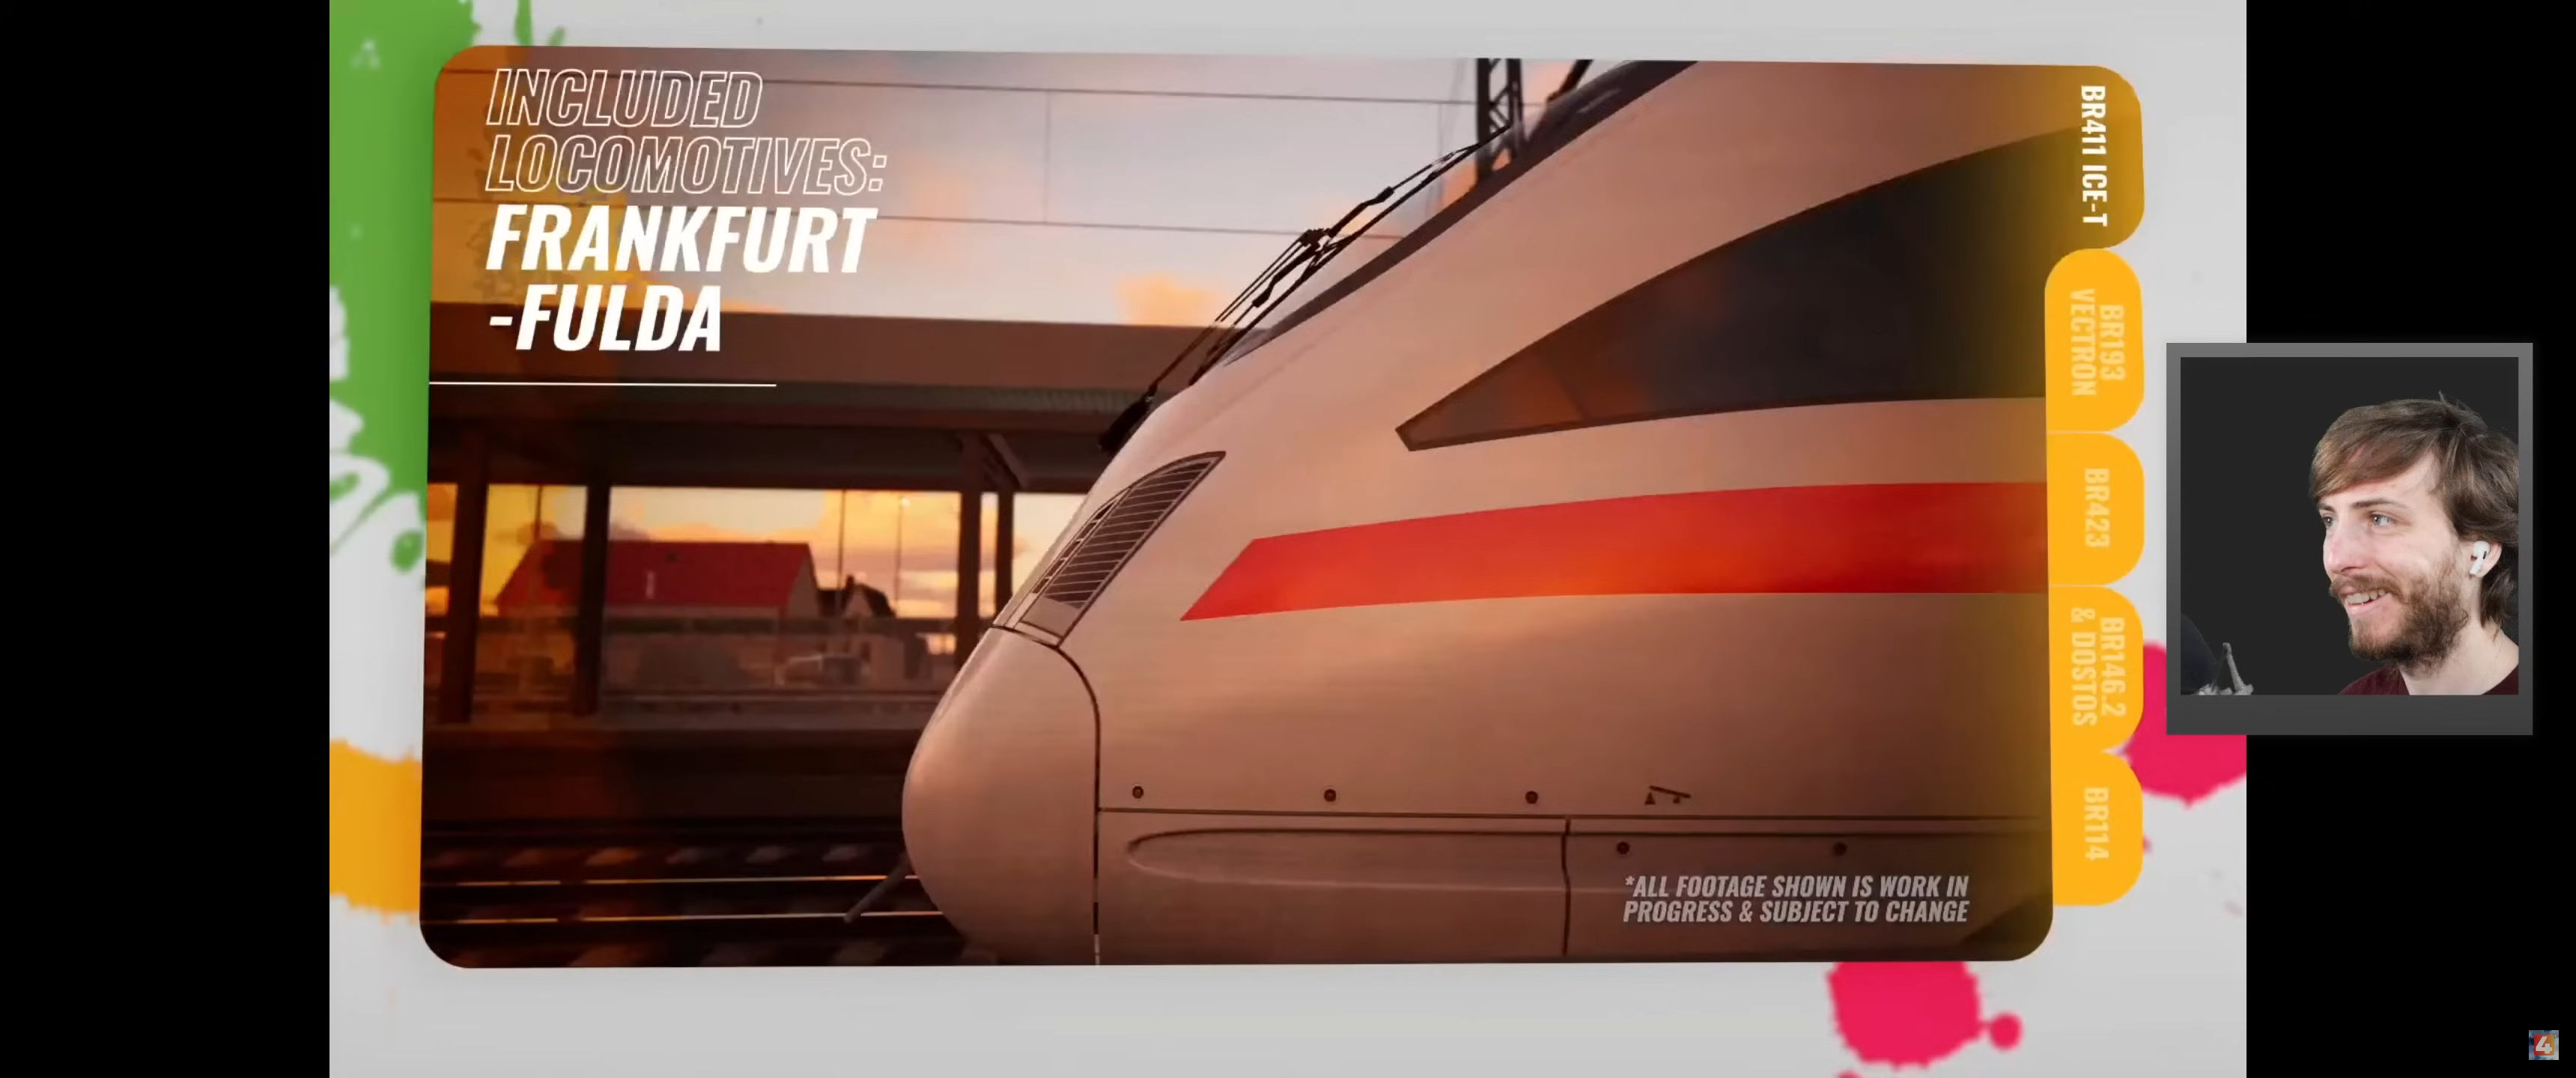 INCLUDED
LOCOMOTIVES:
FRANKFURT
-FULDA
BR411 ICE-T
BR193
VECTRON
BR423
BR146.2
& DOSTOS
BR114
*ALL FOOTAGE SHOWN IS WORK IN
PROGRESS & SUBJECT TO CHANGE
4